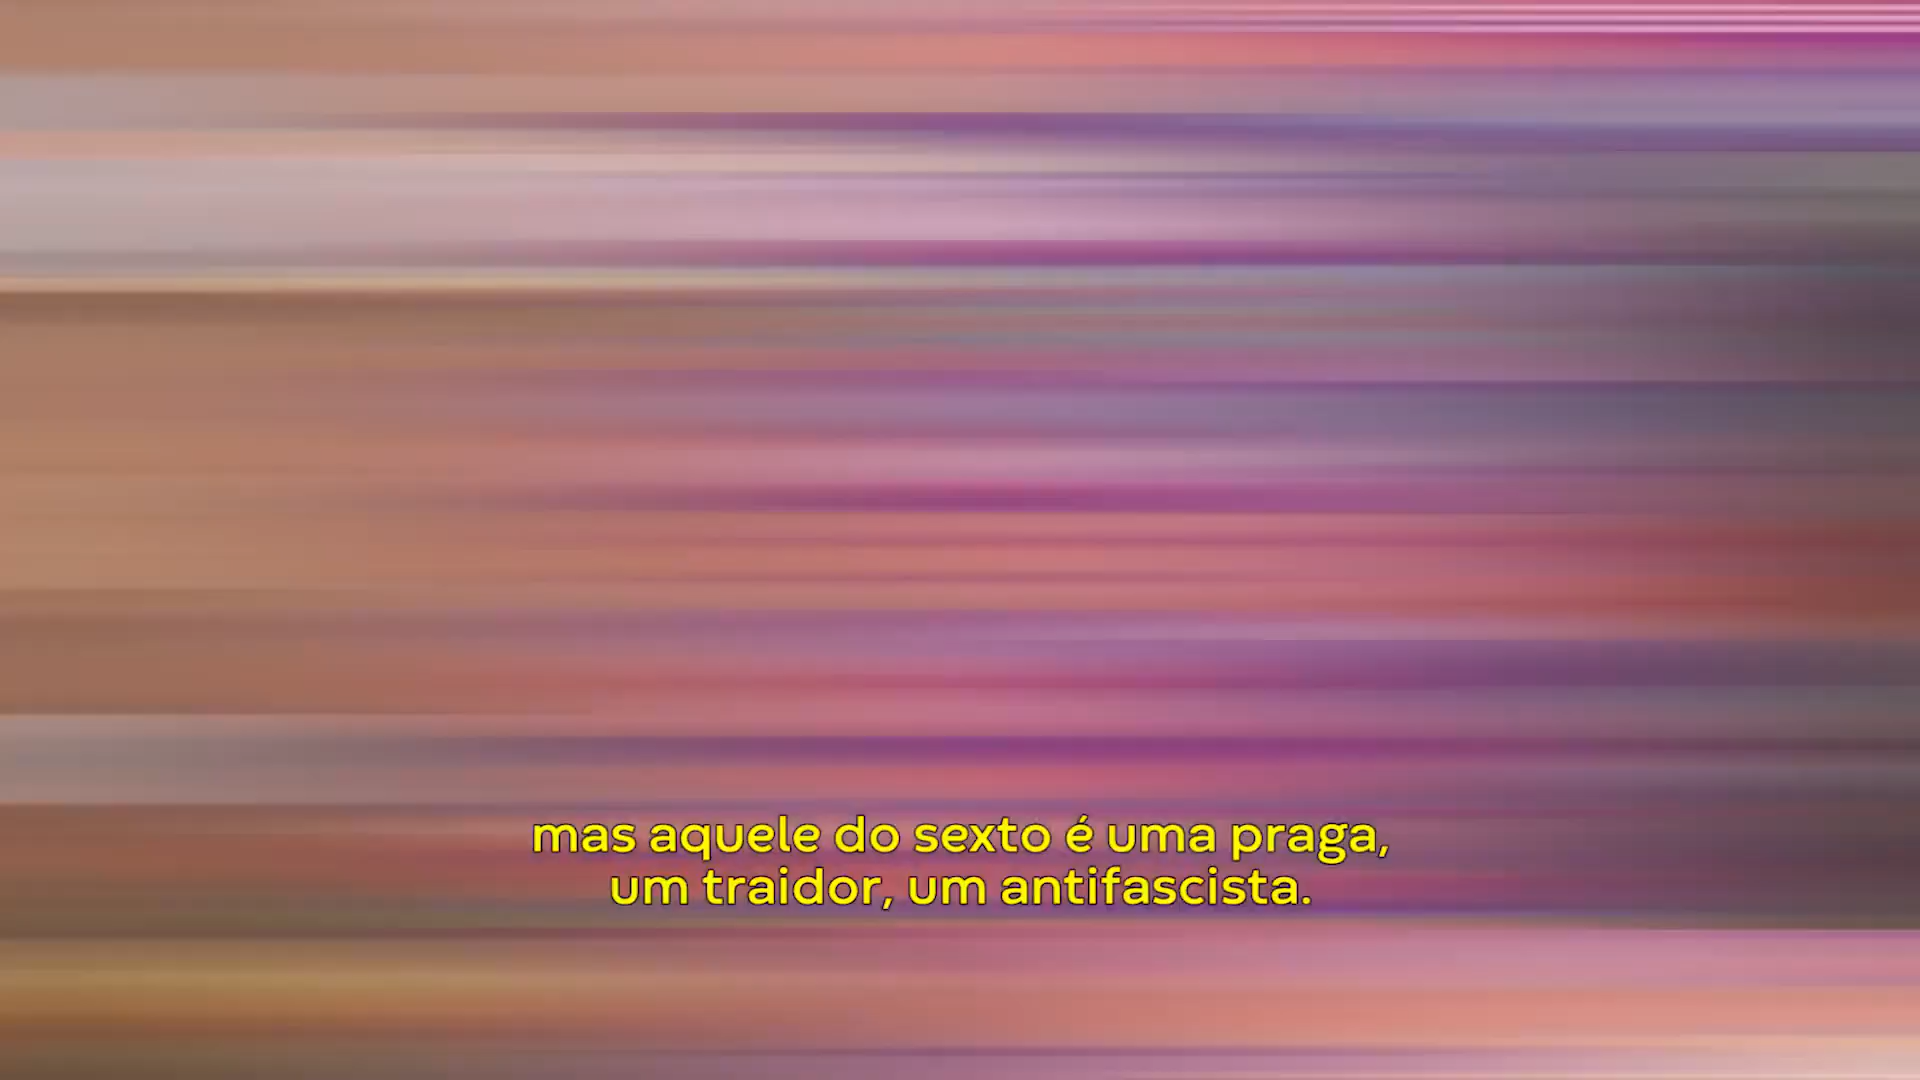 mas aquele do sexto é uma praga,
um traidor, um antifascista.